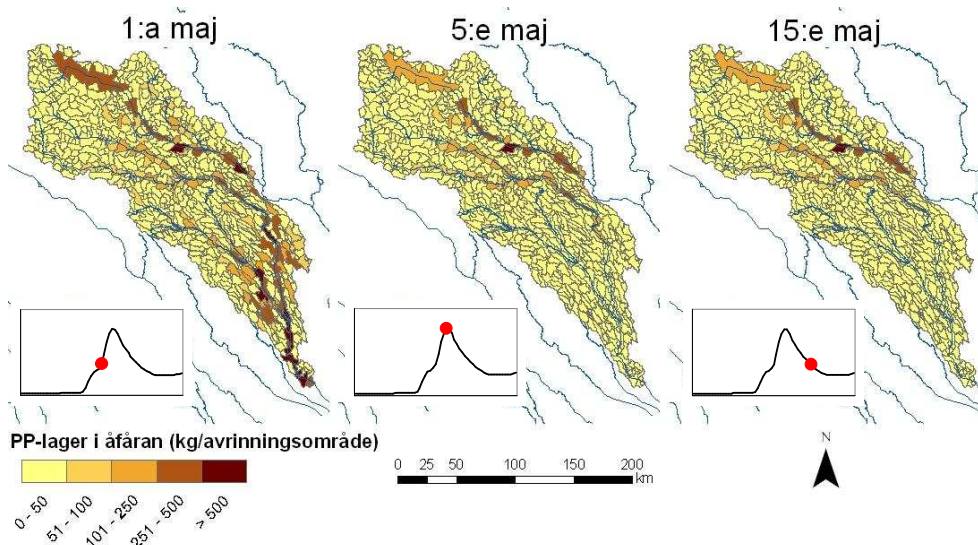 1:a maj
5:e maj
15:e maj
PP-lager i åfåran (kg/avrinningsområde)
0 - 50
51 - 100
101 - 250
251 - 500
> 500
0 25 50 100 150 200
km
N